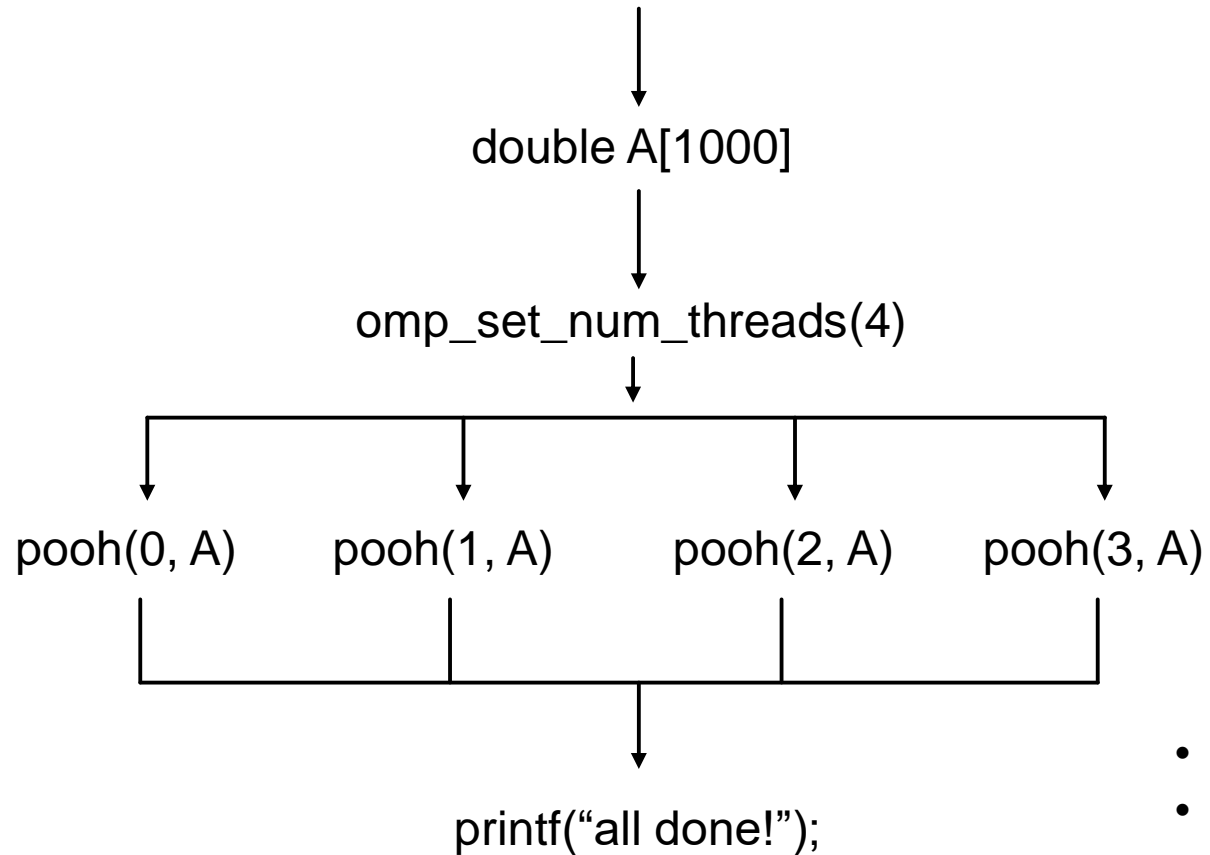 double A[1000]
omp_set_num_threads(4)
pooh(0, A) pooh(1, A) pooh(2, A) pooh(3, A)
printf(“all done!”);